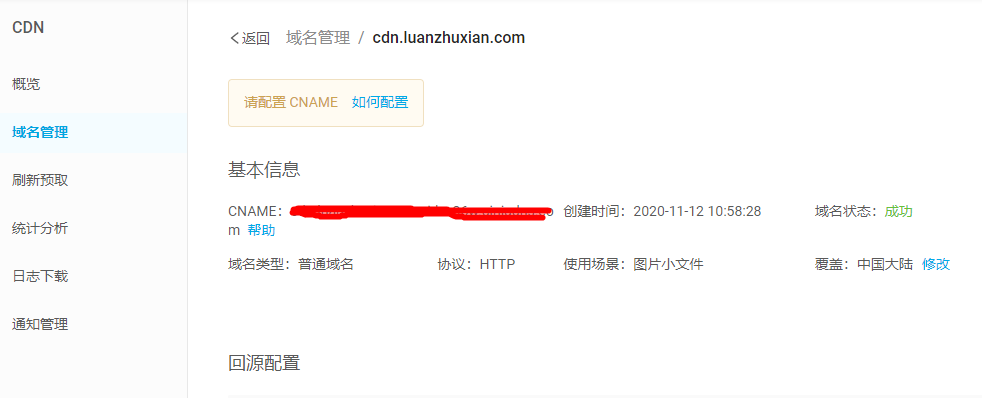 CDN
概览
域名管理
刷新预取
统计分析
日志下载
通知管理
返回 域名管理 / cdn.luanzhuxian.com
请配置 CNAME 如何配置
基本信息
CNAME： 创建时间：2020-11-12 10:58:28 域名状态：成功
m 帮助
域名类型：普通域名 协议：HTTP 使用场景：图片小文件 覆盖：中国大陆 修改
回源配置